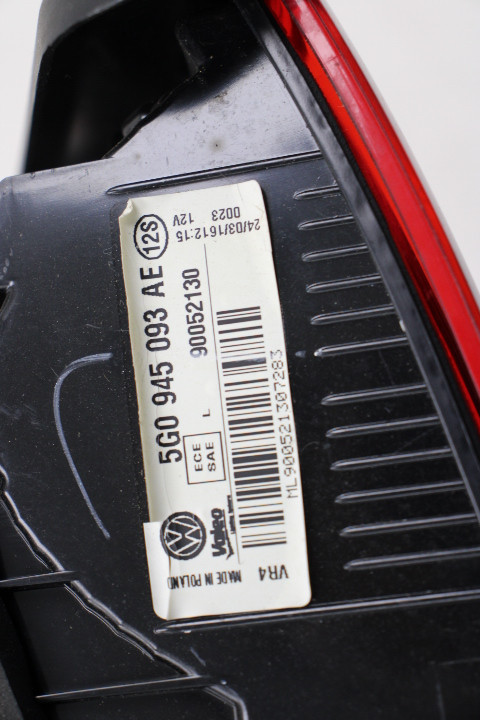 5G0 945 093 AE 12S
ECE
SAE
L
90052130
12V
0023
24/03/16 12:15
ML900521307283
VW
Valeo
MADE IN POLAND
VR4